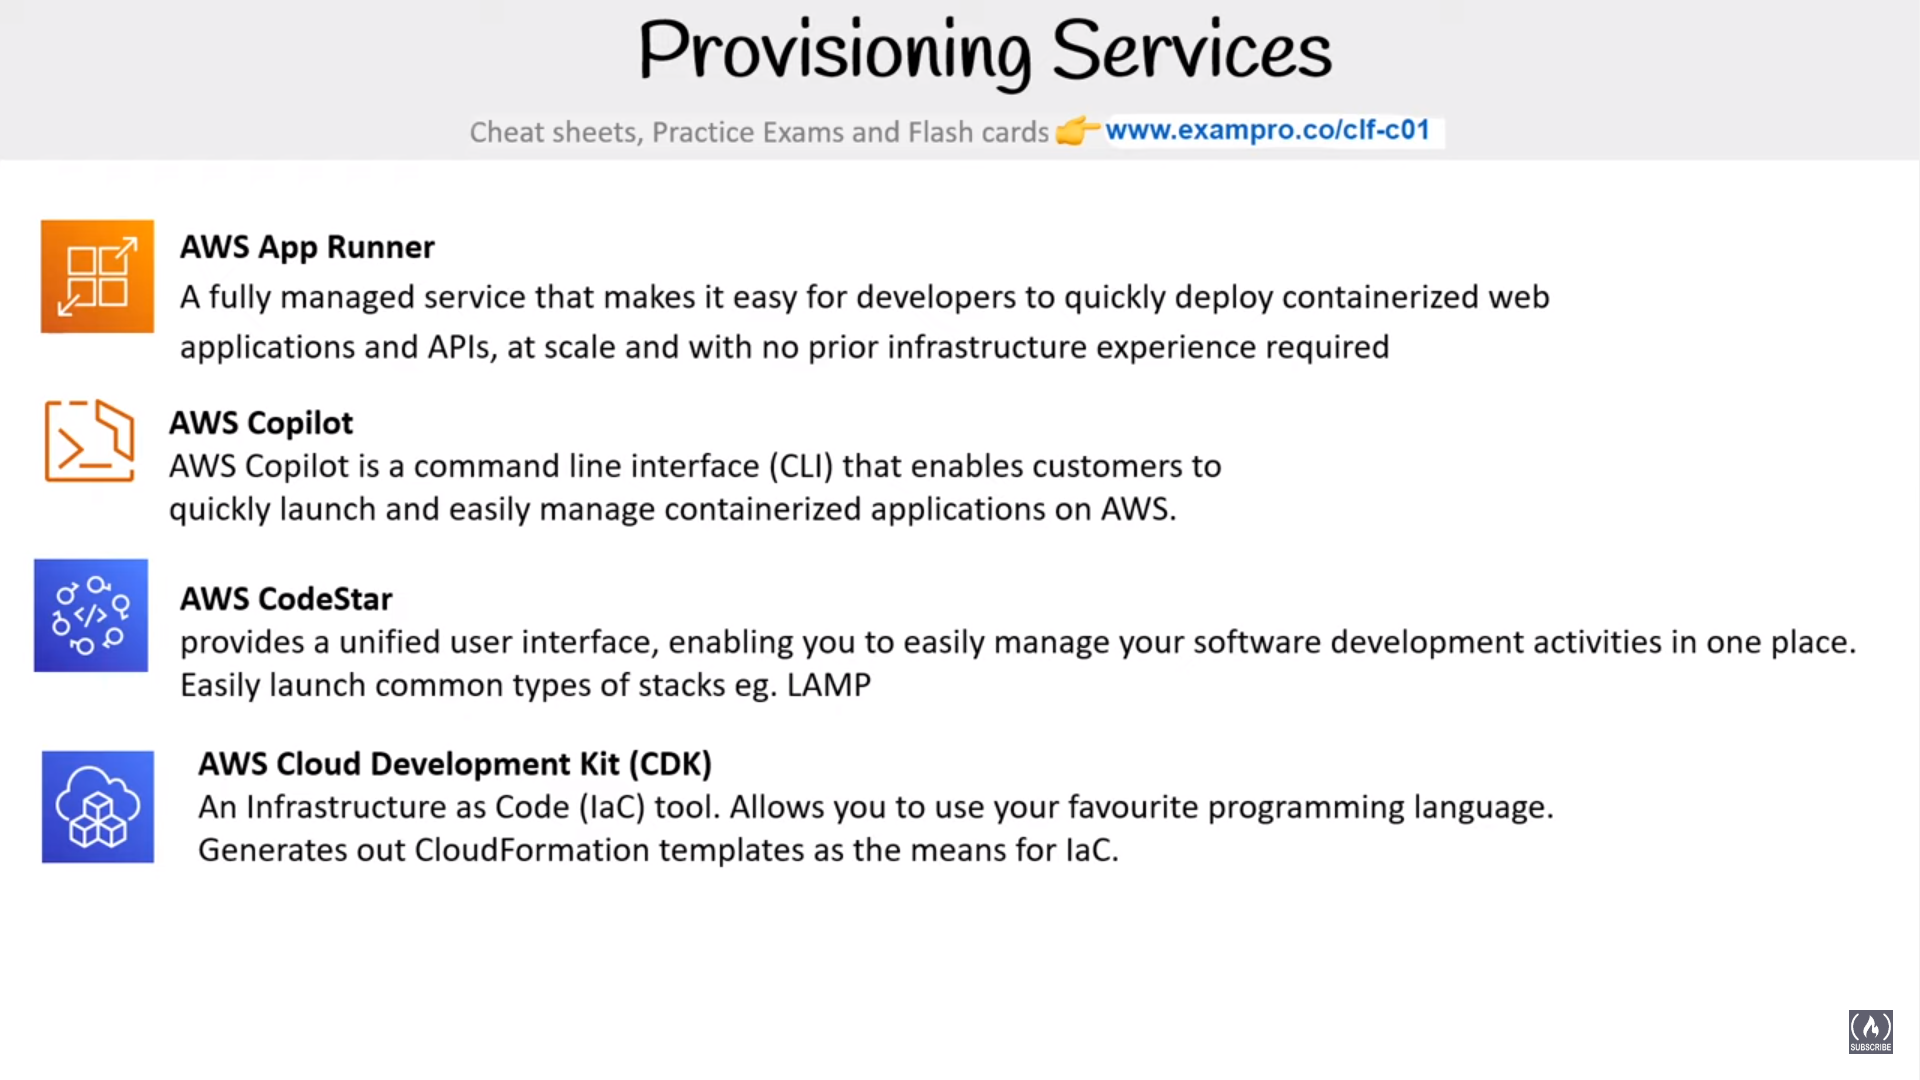 Provisioning Services
Cheat sheets, Practice Exams and Flash cards 👉 www.exampro.co/clf-c01
AWS App Runner
A fully managed service that makes it easy for developers to quickly deploy containerized web
applications and APIs, at scale and with no prior infrastructure experience required
AWS Copilot
AWS Copilot is a command line interface (CLI) that enables customers to
quickly launch and easily manage containerized applications on AWS.
AWS CodeStar
provides a unified user interface, enabling you to easily manage your software development activities in one place.
Easily launch common types of stacks eg. LAMP
AWS Cloud Development Kit (CDK)
An Infrastructure as Code (IaC) tool. Allows you to use your favourite programming language.
Generates out CloudFormation templates as the means for IaC.
SUBSCRIBE